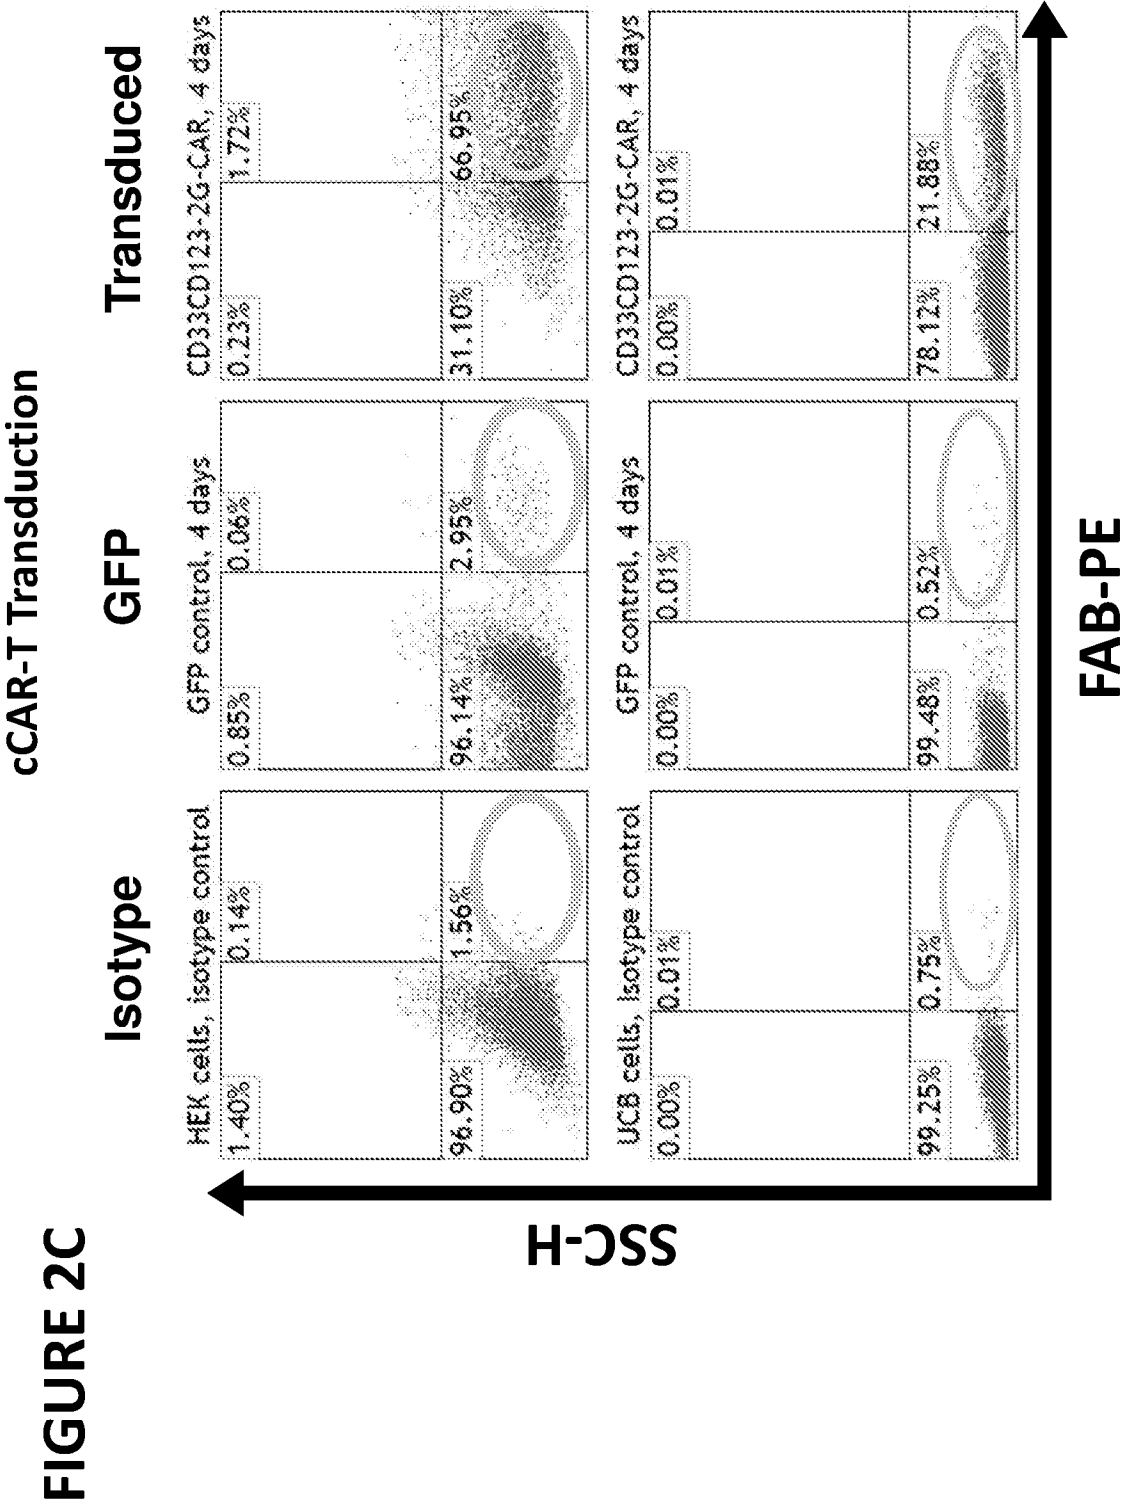 FIGURE 2C
cCAR-T Transduction
Isotype
GFP
Transduced
HEK cells, isotype control
GFP control, 4 days
CD33CD123-2G-CAR, 4 days
1.40%
0.14%
0.85%
0.06%
0.23%
1.72%
96.90%
1.56%
96.14%
2.95%
31.10%
66.95%
UCB cells, Isotype control
GFP control, 4 days
CD33CD123-2G-CAR, 4 days
0.00%
0.01%
0.00%
0.01%
0.00%
0.01%
99.25%
0.75%
99.48%
0.52%
78.12%
21.88%
SSC-H
FAB-PE